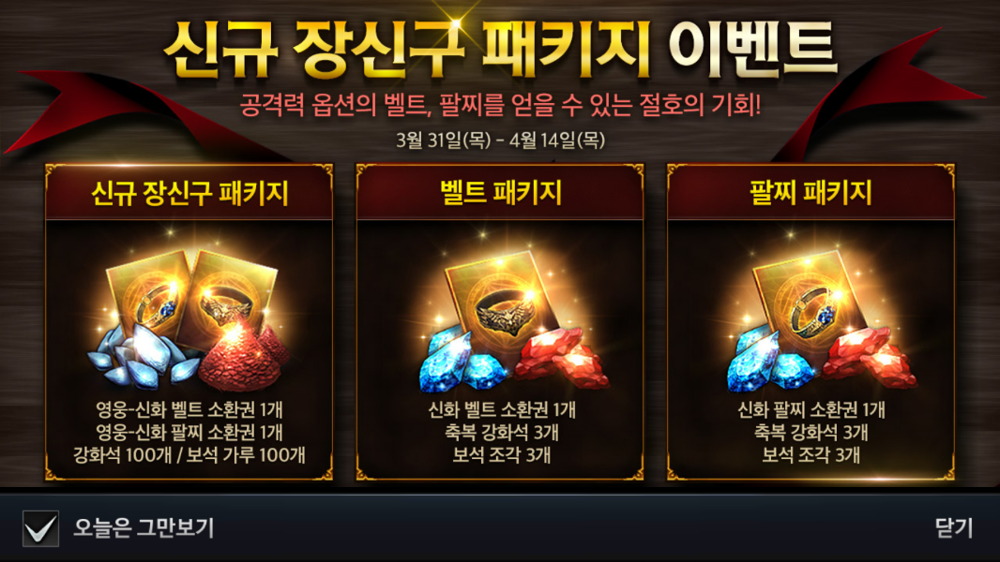 신규 장신구 패키지 이벤트
공격력 옵션의 벨트, 팔찌를 얻을 수 있는 절호의 기회!
3월 31일(목) - 4월 14일(목)
신규 장신구 패키지
영웅-신화 벨트 소환권 1개
영웅-신화 팔찌 소환권 1개
강화석 100개 / 보석 가루 100개
벨트 패키지
신화 벨트 소환권 1개
축복 강화석 3개
보석 조각 3개
팔찌 패키지
신화 팔찌 소환권 1개
축복 강화석 3개
보석 조각 3개
오늘은 그만보기
닫기